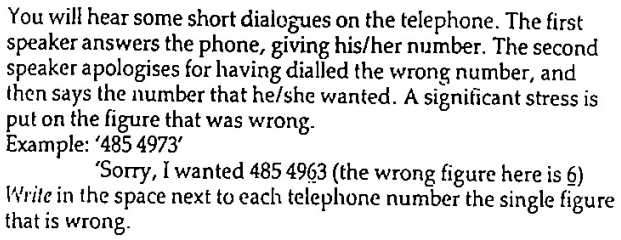 You will hear some short dialogues on the telephone. The first
speaker answers the phone, giving his/her number. The second
speaker apologises for having dialled the wrong number, and
then says the number that he/she wanted. A significant stress is
put on the figure that was wrong.
Example: '485 4973'
'Sorry, I wanted 485 4963 (the wrong figure here is 6)
Write in the space next to each telephone number the single figure
that is wrong.